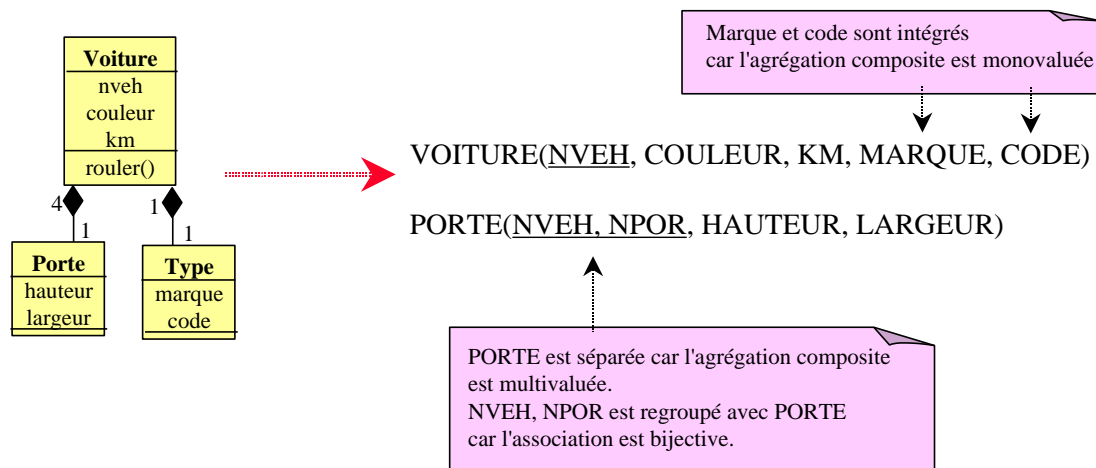 Marque et code sont intégrés
car l'agrégation composite est monovaluée
Voiture
nveh
couleur
km
rouler()
4
1
1
1
Porte
hauteur
largeur
Type
marque
code
VOITURE(NVEH, COULEUR, KM, MARQUE, CODE)
PORTE(NVEH, NPOR, HAUTEUR, LARGEUR)
PORTE est séparée car l'agrégation composite
est multivaluée.
NVEH, NPOR est regroupé avec PORTE
car l'association est bijective.